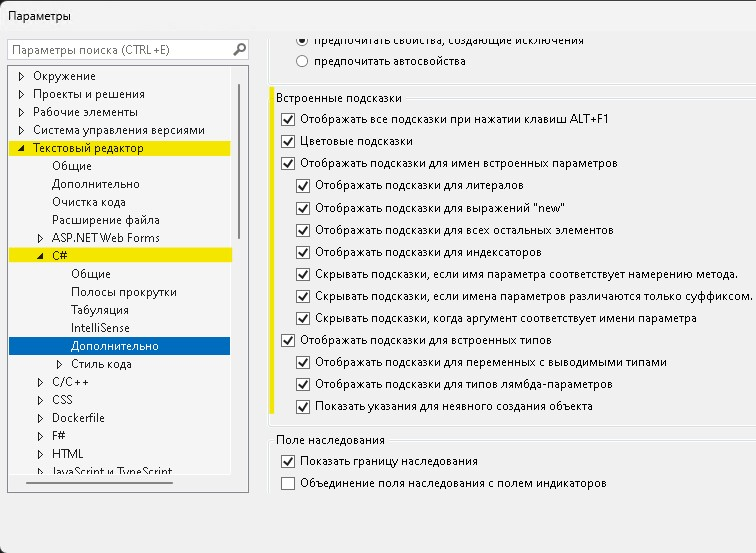 Параметры
Параметры поиска (CTRL+E)
Окружение
Проекты и решения
Рабочие элементы
Система управления версиями
Текстовый редактор
Общие
Дополнительно
Очистка кода
Расширение файла
ASP.NET Web Forms
C#
Общие
Полосы прокрутки
Табуляция
IntelliSense
Дополнительно
Стиль кода
C/C++
CSS
Dockerfile
F#
HTML
JavaScript и TypeScript
предпочитать свойства, создающие исключения
предпочитать автосвойства
Встроенные подсказки
Отображать все подсказки при нажатии клавиш ALT+F1
Цветовые подсказки
Отображать подсказки для имен встроенных параметров
Отображать подсказки для литералов
Отображать подсказки для выражений "new"
Отображать подсказки для всех остальных элементов
Отображать подсказки для индексаторов
Скрывать подсказки, если имя параметра соответствует намерению метода.
Скрывать подсказки, если имена параметров различаются только суффиксом.
Скрывать подсказки, когда аргумент соответствует имени параметра
Отображать подсказки для встроенных типов
Отображать подсказки для переменных с выводимыми типами
Отображать подсказки для типов лямбда-параметров
Показать указания для неявного создания объекта
Поле наследования
Показать границу наследования
Объединение поля наследования с полем индикаторов